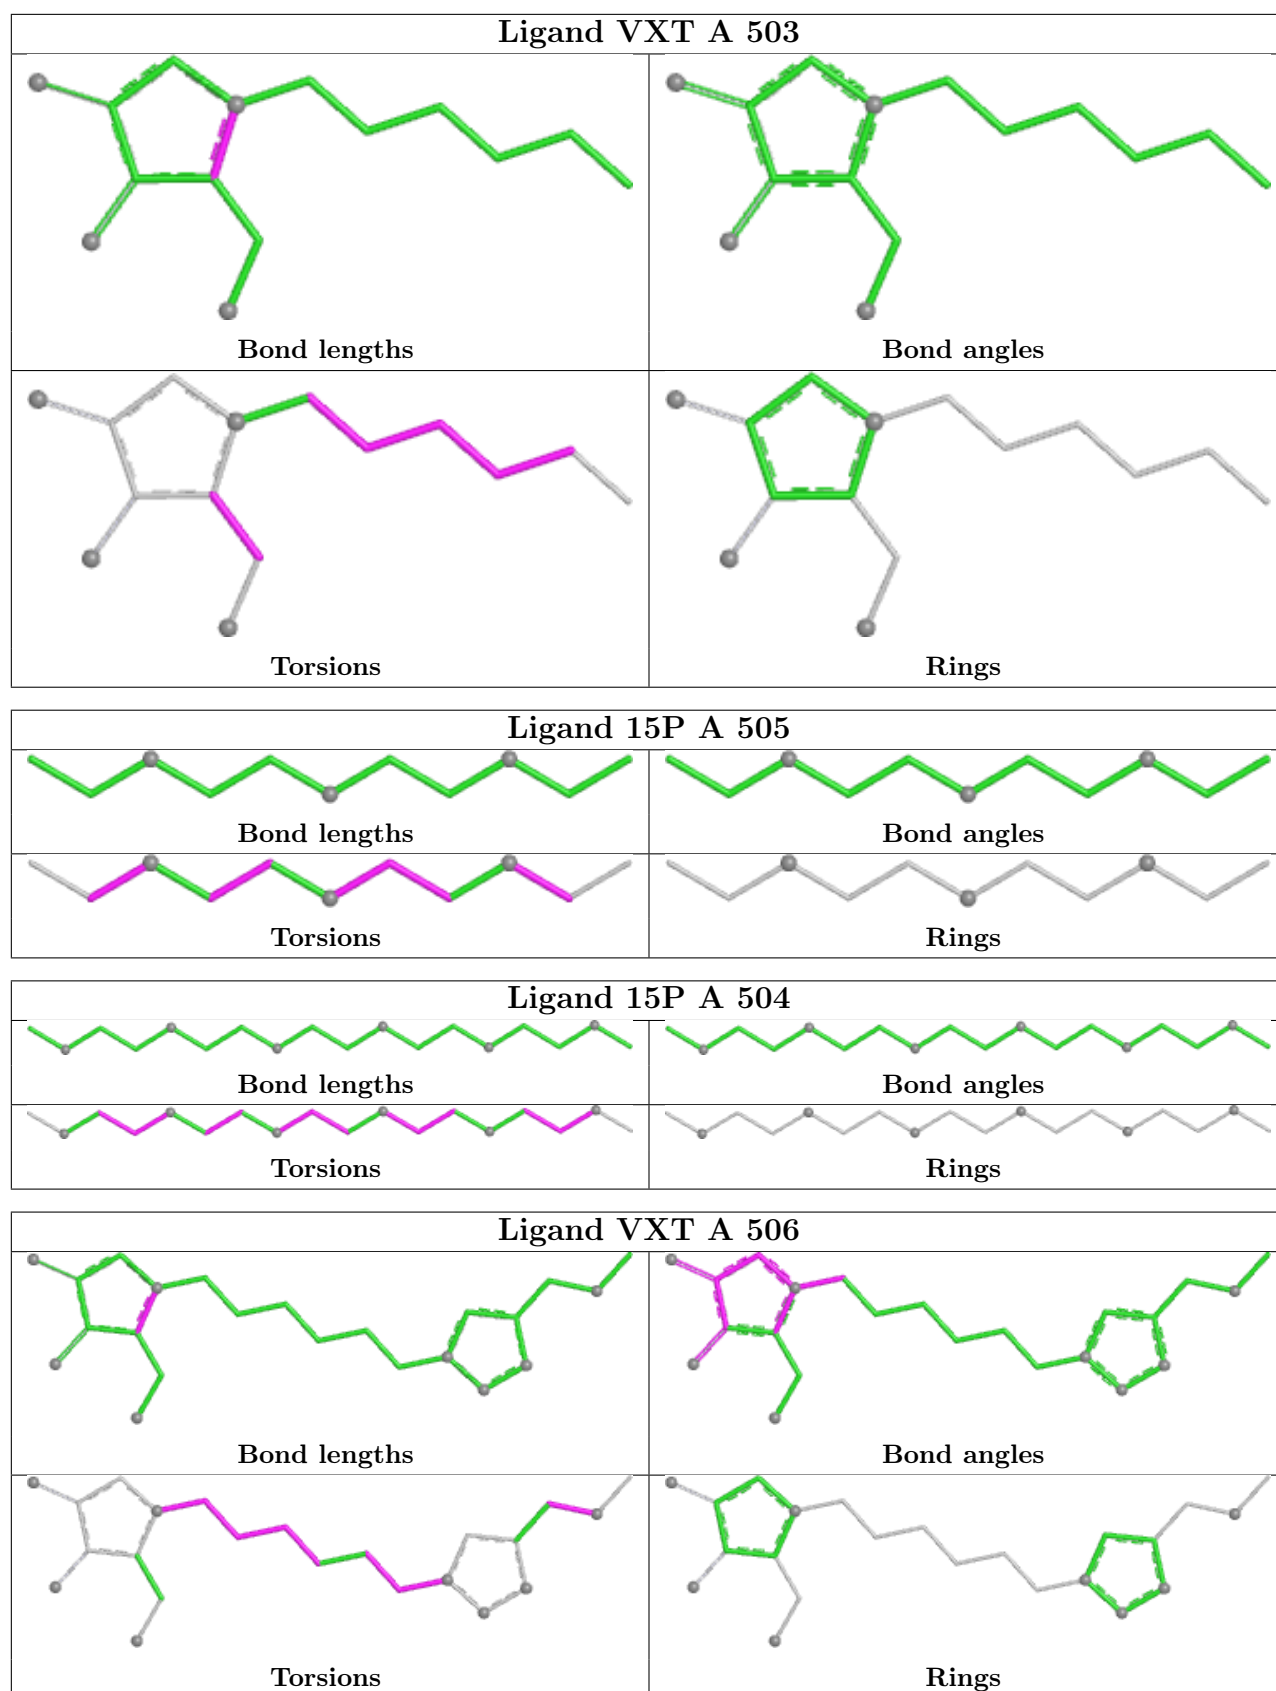 Ligand VXT A 503
Bond lengths Bond angles
Torsions Rings
Ligand 15P A 505
Bond lengths Bond angles
Torsions Rings
Ligand 15P A 504
Bond lengths Bond angles
Torsions Rings
Ligand VXT A 506
Bond lengths Bond angles
Torsions Rings